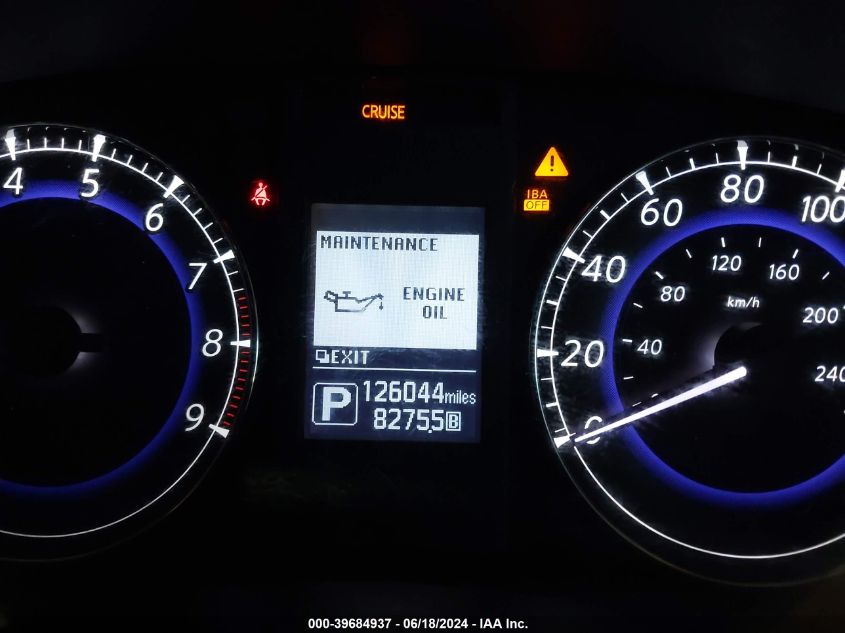 CRUISE
4 5 6 7 8 9
IBA
OFF
MAINTENANCE
ENGINE
OIL
EXIT
P
126044miles
8275.5 B
0 20 40 60 80 100
40 80 120 160 200 240
km/h
000-39684937 - 06/18/2024 - IAA Inc.